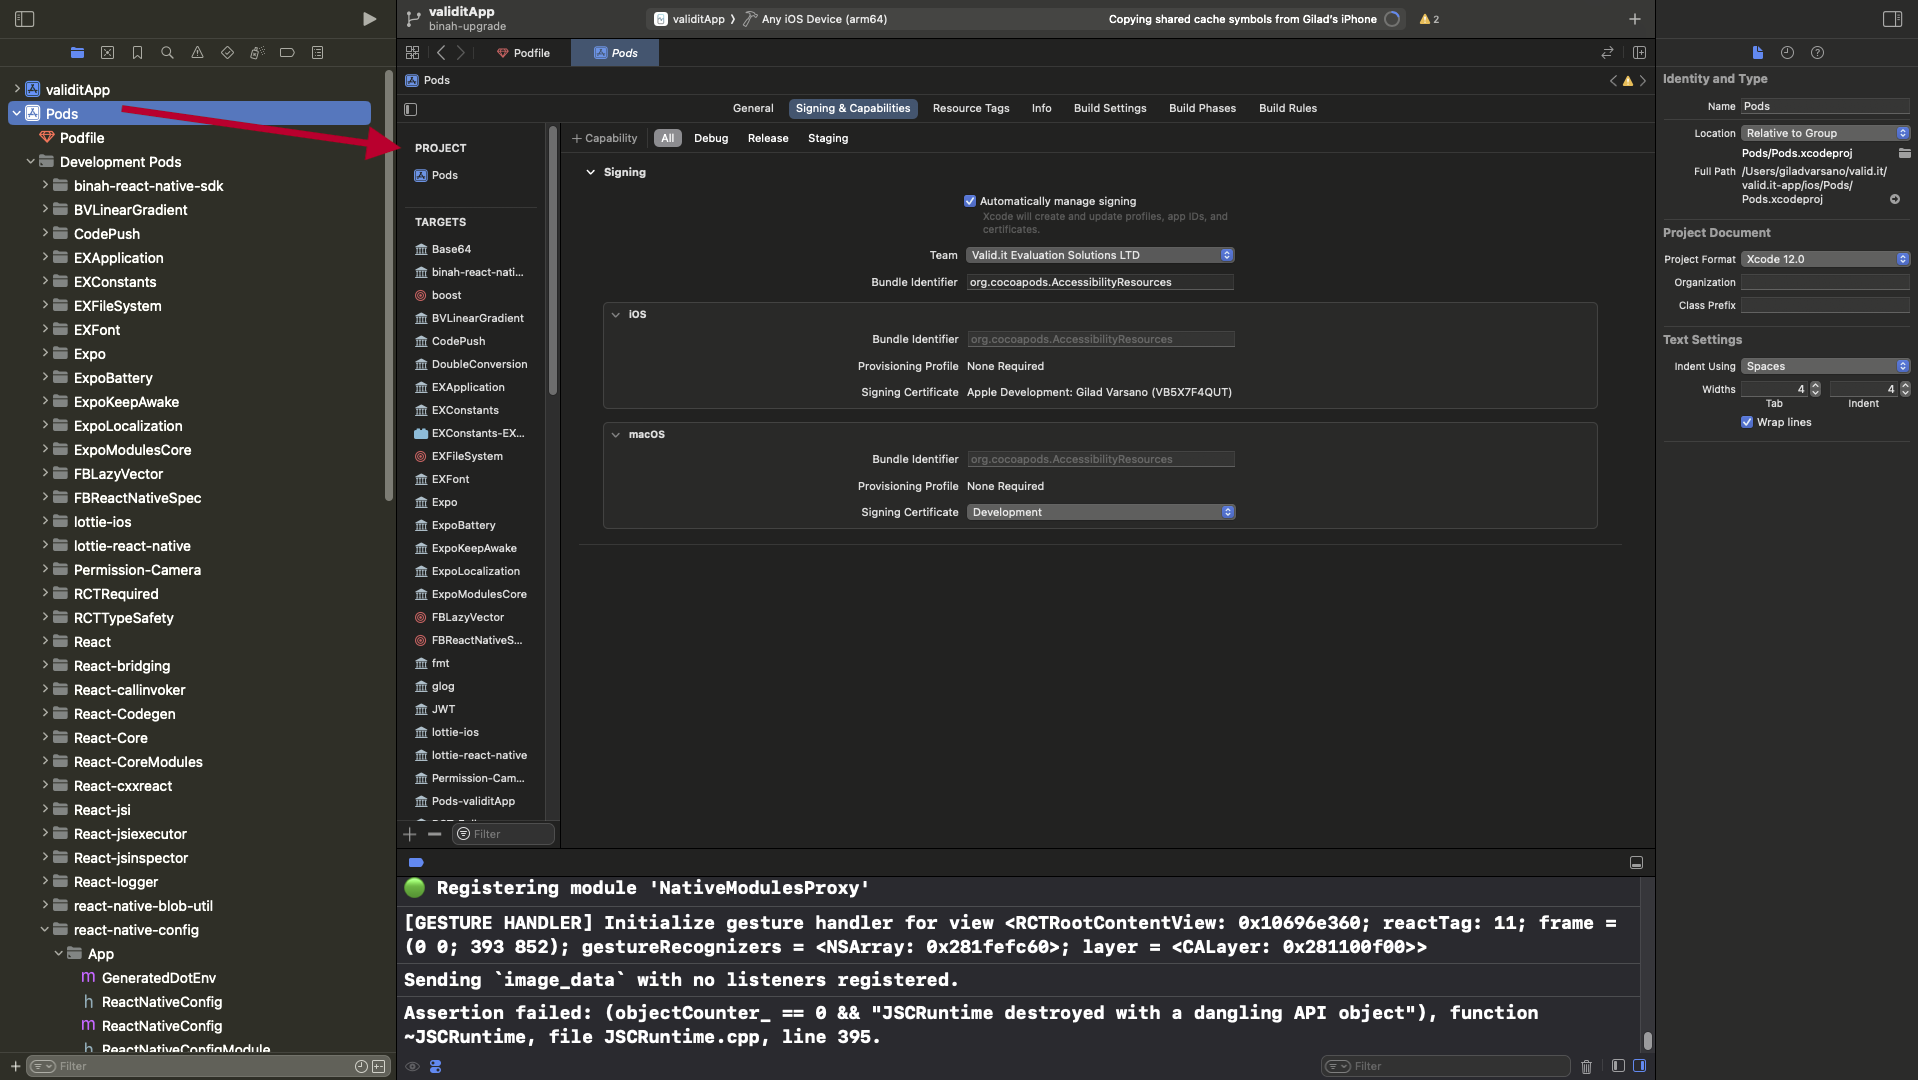 validitApp
binah-upgrade
validitApp
Any iOS Device (arm64)
Copying shared cache symbols from Gilad's iPhone
2
Podfile
Pods
Pods
validitApp
Pods
Podfile
Development Pods
binah-react-native-sdk
BVLinearGradient
CodePush
EXApplication
EXConstants
EXFileSystem
EXFont
Expo
ExpoBattery
ExpoKeepAwake
ExpoLocalization
ExpoModulesCore
FBLazyVector
FBReactNativeSpec
lottie-ios
lottie-react-native
Permission-Camera
RCTRequired
RCTTypeSafety
React
React-bridging
React-callinvoker
React-Codegen
React-Core
React-CoreModules
React-cxxreact
React-jsi
React-jsiexecutor
React-jsinspector
React-logger
react-native-blob-util
react-native-config
App
m GeneratedDotEnv
h ReactNativeConfig
m ReactNativeConfig
h ReactNativeConfigModule
Filter
General
Signing & Capabilities
Resource Tags
Info
Build Settings
Build Phases
Build Rules
PROJECT
Pods
TARGETS
Base64
binah-react-nati...
boost
BVLinearGradient
CodePush
DoubleConversion
EXApplication
EXConstants
EXConstants-EX...
EXFileSystem
EXFont
Expo
ExpoBattery
ExpoKeepAwake
ExpoLocalization
ExpoModulesCore
FBLazyVector
FBReactNativeS...
fmt
glog
JWT
lottie-ios
lottie-react-native
Permission-Cam...
Pods-validitApp
Filter
+ Capability
All
Debug
Release
Staging
Signing
Automatically manage signing
Xcode will create and update profiles, app IDs, and
certificates.
Team Valid.it Evaluation Solutions LTD
Bundle Identifier org.cocoapods.AccessibilityResources
iOS
Bundle Identifier org.cocoapods.AccessibilityResources
Provisioning Profile None Required
Signing Certificate Apple Development: Gilad Varsano (VB5X7F4QUT)
macOS
Bundle Identifier org.cocoapods.AccessibilityResources
Provisioning Profile None Required
Signing Certificate Development
Registering module 'NativeModulesProxy'
[GESTURE HANDLER] Initialize gesture handler for view <RCTRootContentView: 0x10696e360; reactTag: 11; frame =
(0 0; 393 852); gestureRecognizers = <NSArray: 0x281fefc60>; layer = <CALayer: 0x281100f00>>
Sending `image_data` with no listeners registered.
Assertion failed: (objectCounter_ == 0 && "JSCRuntime destroyed with a dangling API object"), function
~JSCRuntime, file JSCRuntime.cpp, line 395.
Filter
Identity and Type
Name Pods
Location Relative to Group
Pods/Pods.xcodeproj
Full Path /Users/giladvarsano/valid.it/
valid.it-app/ios/Pods/
Pods.xcodeproj
Project Document
Project Format Xcode 12.0
Organization
Class Prefix
Text Settings
Indent Using Spaces
Widths 4 4
Tab Indent
Wrap lines